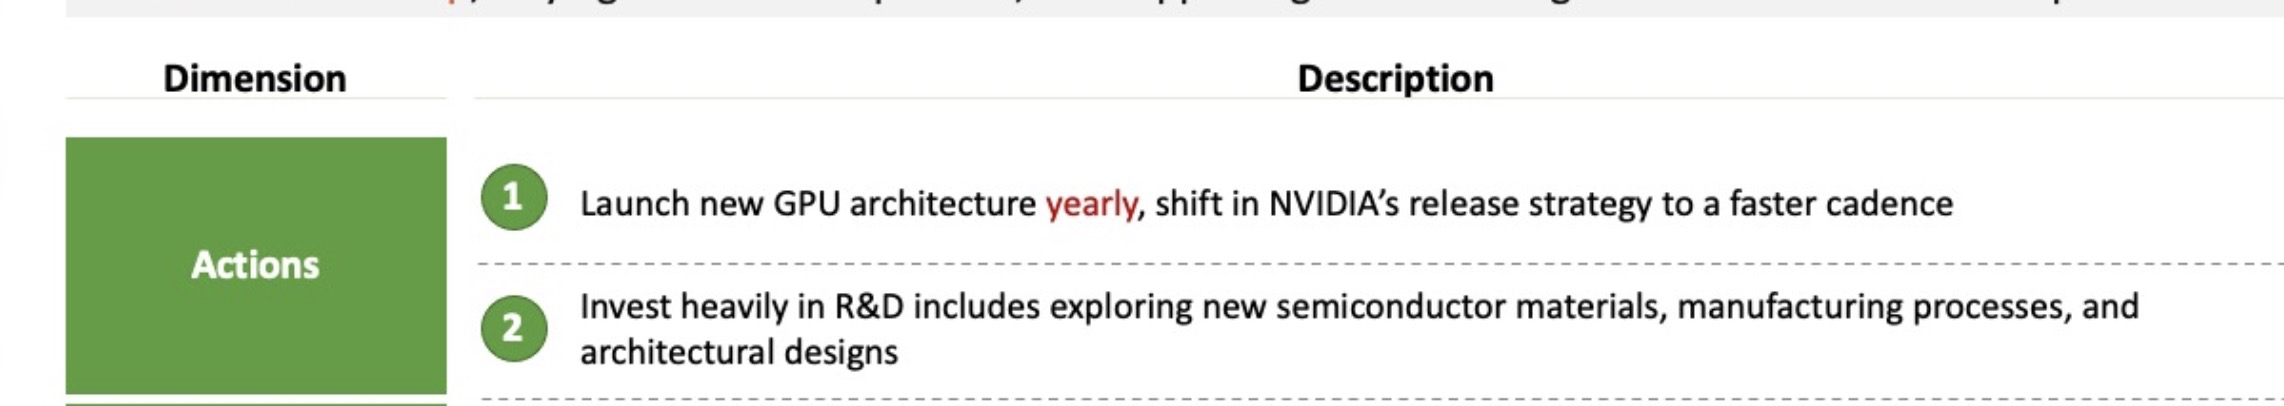 Dimension
Description
Actions
1
Launch new GPU architecture yearly, shift in NVIDIA’s release strategy to a faster cadence
2
Invest heavily in R&D includes exploring new semiconductor materials, manufacturing processes, and
architectural designs